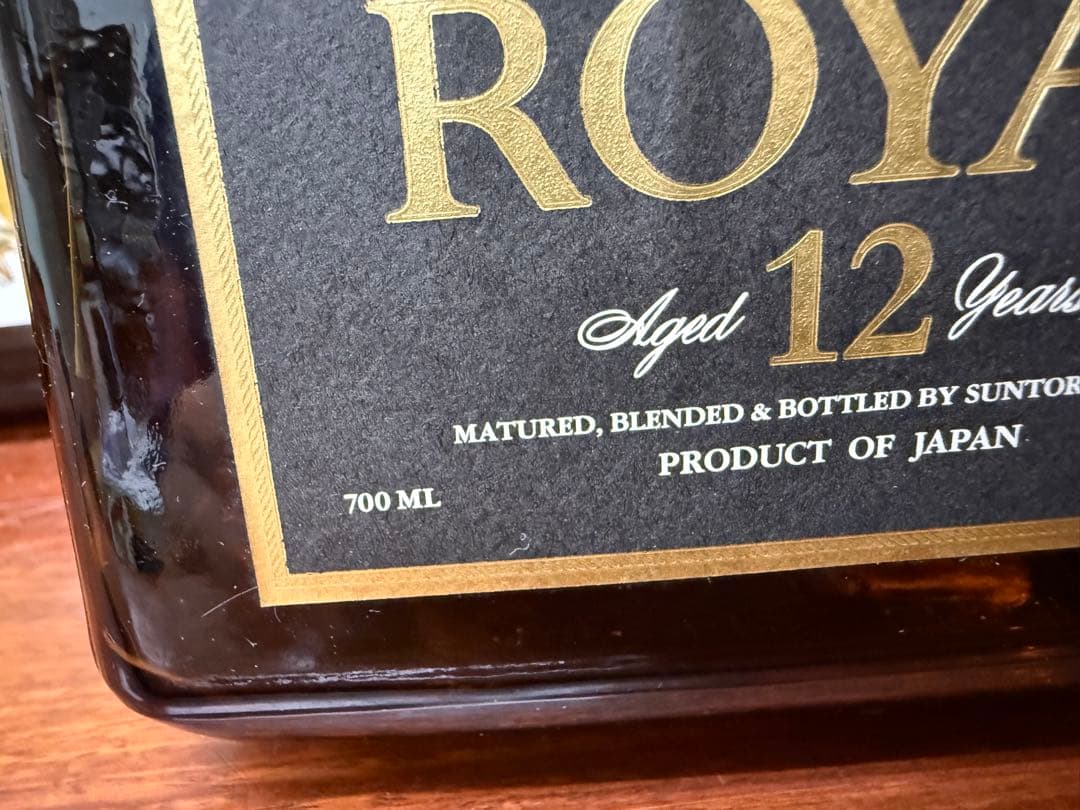 ROYA
Aged 12 Years
MATURED, BLENDED & BOTTLED BY SUNTOR
PRODUCT OF JAPAN
700 ML